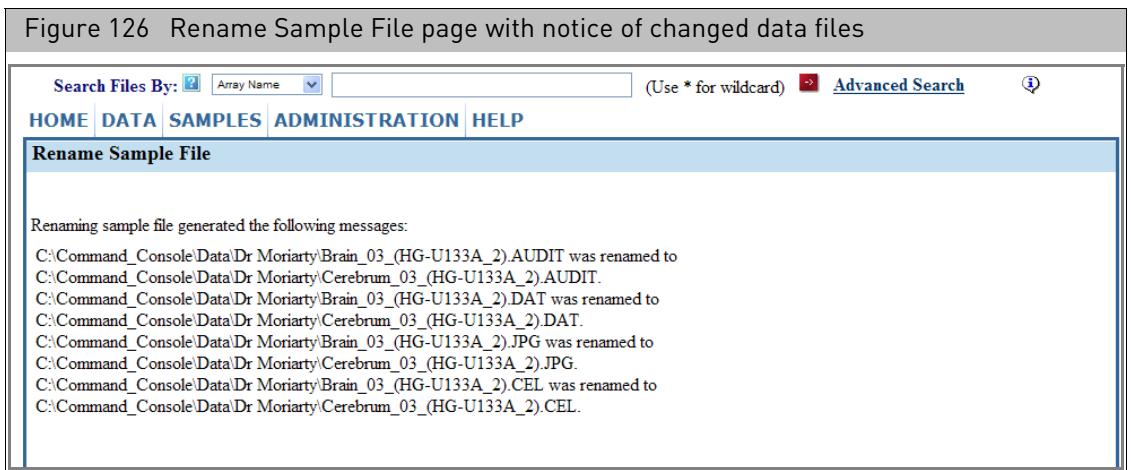 Figure 126 Rename Sample File page with notice of changed data files
Search Files By: ? Array Name (Use * for wildcard) Advanced Search
HOME DATA SAMPLES ADMINISTRATION HELP
Rename Sample File
Renaming sample file generated the following messages:
C:\Command_Console\Data\Dr Moriarty\Brain_03_(HG-U133A_2).AUDIT was renamed to
C:\Command_Console\Data\Dr Moriarty\Cerebrum_03_(HG-U133A_2).AUDIT.
C:\Command_Console\Data\Dr Moriarty\Brain_03_(HG-U133A_2).DAT was renamed to
C:\Command_Console\Data\Dr Moriarty\Cerebrum_03_(HG-U133A_2).DAT.
C:\Command_Console\Data\Dr Moriarty\Brain_03_(HG-U133A_2).JPG was renamed to
C:\Command_Console\Data\Dr Moriarty\Cerebrum_03_(HG-U133A_2).JPG.
C:\Command_Console\Data\Dr Moriarty\Brain_03_(HG-U133A_2).CEL was renamed to
C:\Command_Console\Data\Dr Moriarty\Cerebrum_03_(HG-U133A_2).CEL.